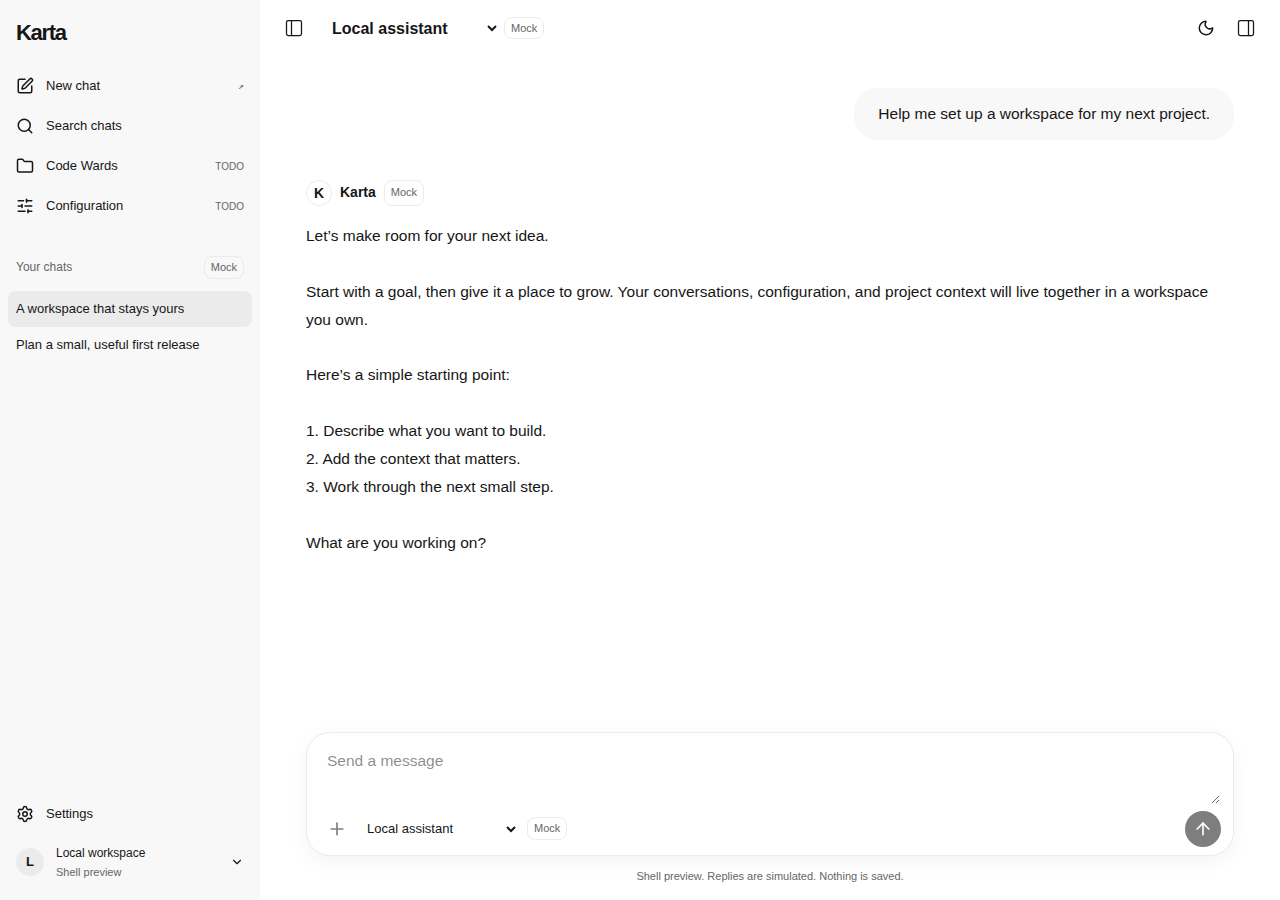 Karta
New chat
Search chats
Code Wards TODO
Configuration TODO
Your chats Mock
A workspace that stays yours
Plan a small, useful first release
Settings
L
Local workspace
Shell preview
Local assistant Mock
Help me set up a workspace for my next project.
K Karta Mock
Let’s make room for your next idea.
Start with a goal, then give it a place to grow. Your conversations, configuration, and project context will live together in a workspace
you own.
Here’s a simple starting point:
1. Describe what you want to build.
2. Add the context that matters.
3. Work through the next small step.
What are you working on?
Send a message
Local assistant Mock
Shell preview. Replies are simulated. Nothing is saved.